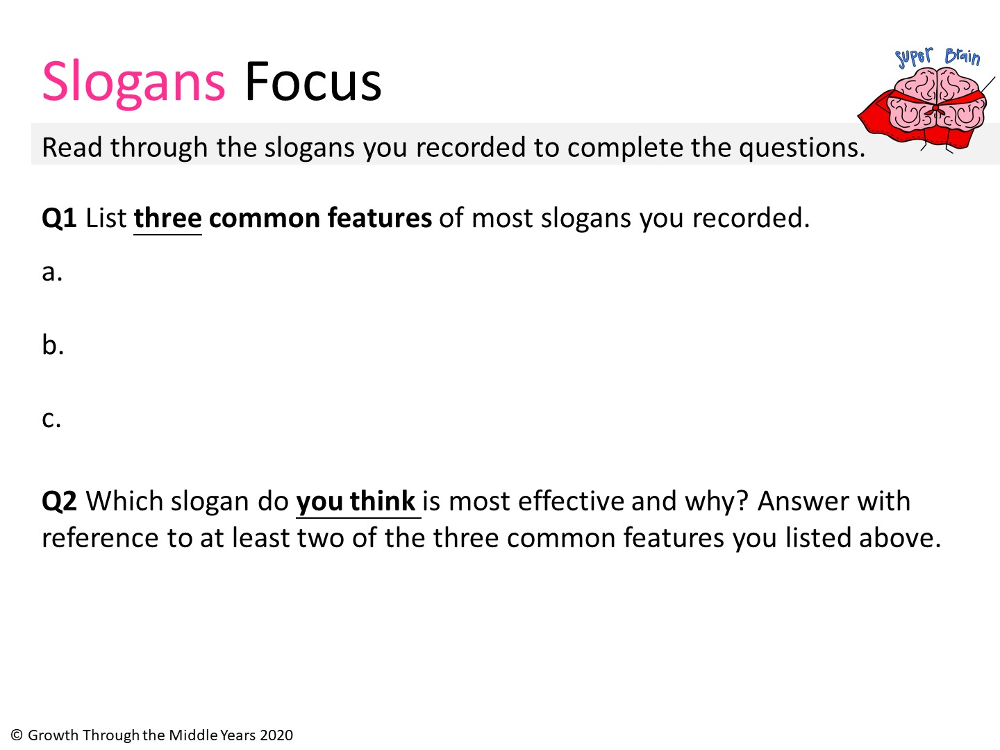 Super Brain
Slogans Focus
Read through the slogans you recorded to complete the questions.
Q1 List three common features of most slogans you recorded.
a.
b.
c.
Q2 Which slogan do you think is most effective and why? Answer with
reference to at least two of the three common features you listed above.
© Growth Through the Middle Years 2020